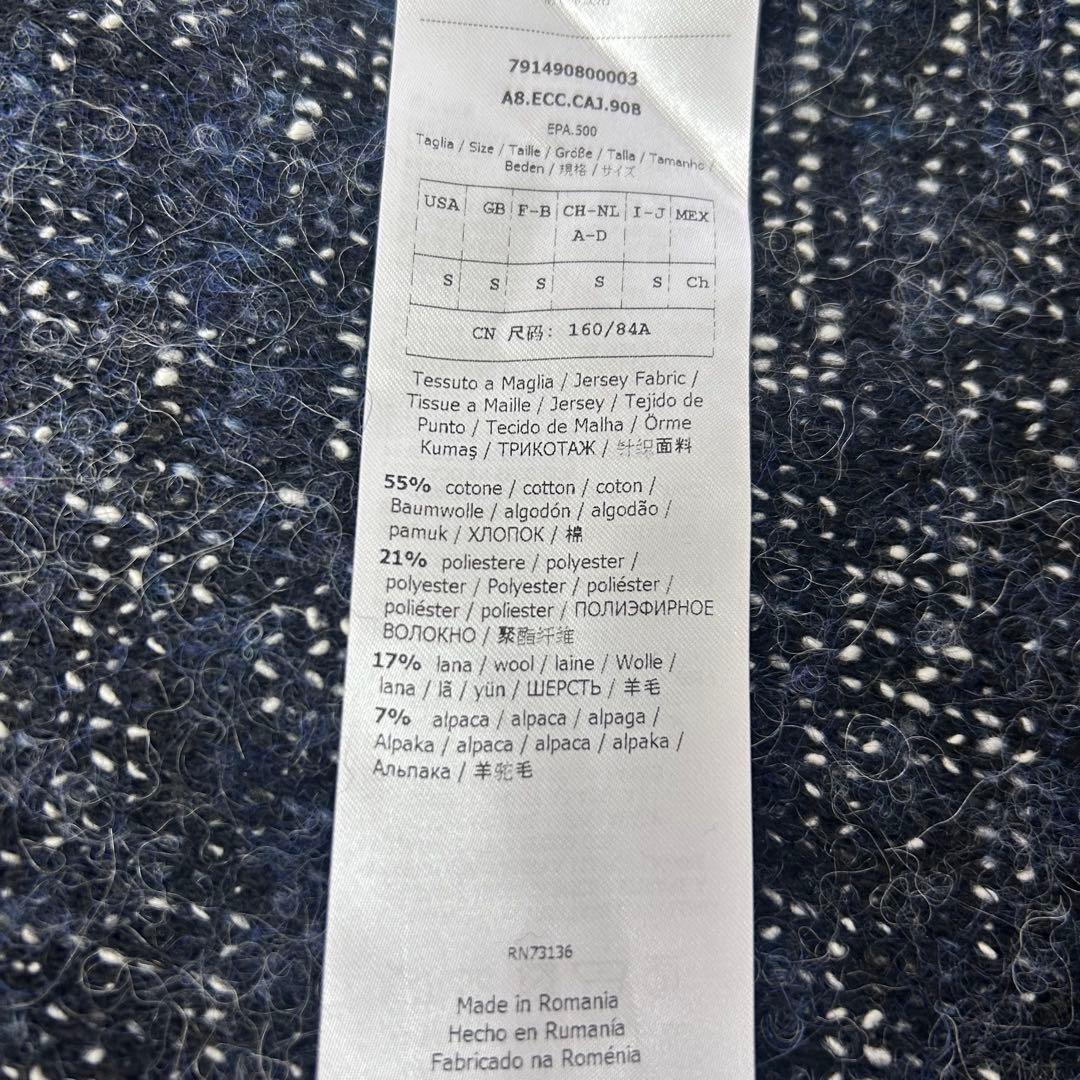 791490800003
A8.ECC.CAJ.90B
EPA.500
Taglia / Size / Taille / Größe / Talla / Tamanho /
Beden / 規格 / サイズ
USA GB F-B CH-NL I-J MEX
A-D
S S S S S Ch
CN 尺码: 160/84A
Tessuto a Maglia / Jersey Fabric /
Tissue a Maille / Jersey / Tejido de
Punto / Tecido de Malha / Örme
Kumaş / ТРИКОТАЖ / 针织面料
55% cotone / cotton / coton /
Baumwolle / algodón / algodão /
pamuk / ХЛОПОК / 棉
21% poliestere / polyester /
polyester / Polyester / poliéster /
poliéster / poliester / ПОЛИЭФИРНОЕ
ВОЛОКНО / 聚酯纤维
17% lana / wool / laine / Wolle /
lana / lã / yün / ШЕРСТЬ / 羊毛
7% alpaca / alpaca / alpaga /
Alpaka / alpaca / alpaca / alpaka /
Альпака / 羊驼毛
RN73136
Made in Romania
Hecho en Rumanía
Fabricado na Roménia